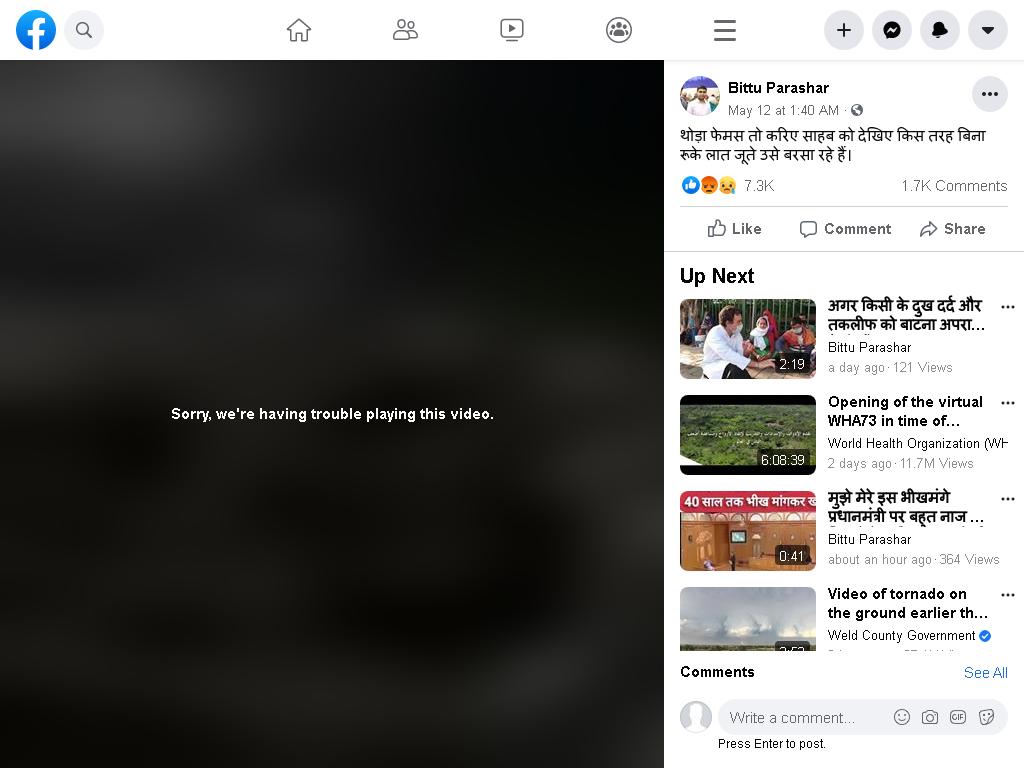 Bittu Parashar
May 12 at 1:40 AM ·
थोड़ा फेमस तो करिए साहब को देखिए किस तरह बिना
रूके लात जूते उसे बरसा रहे हैं।
7.3K
1.7K Comments
Like
Comment
Share
Up Next
अगर किसी के दुख दर्द और
तकलीफ को बाटना अपरा...
Bittu Parashar
a day ago · 121 Views
2:19
Opening of the virtual
WHA73 in time of...
World Health Organization (WH
2 days ago · 11.7M Views
6:08:39
मुझे मेरे इस भीखमंगे
प्रधानमंत्री पर बहुत नाज ...
Bittu Parashar
about an hour ago · 364 Views
40 साल तक भीख मांगकर
0:41
Video of tornado on
the ground earlier th...
Weld County Government
Comments
See All
Write a comment...
GIF
Press Enter to post.
Sorry, we're having trouble playing this video.